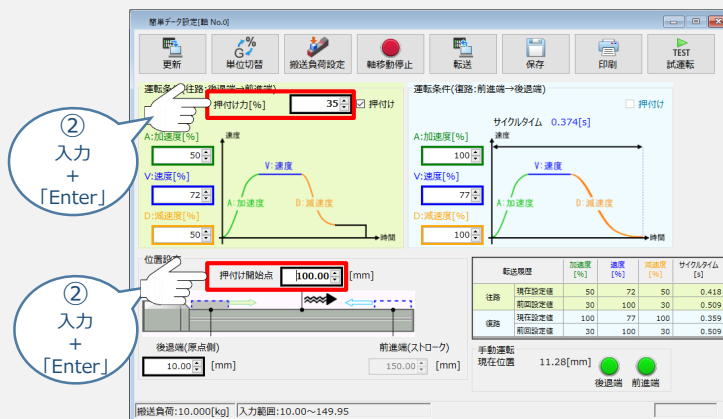 簡単データ設定[軸 No.0]
更新
単位切替
搬送負荷設定
軸移動停止
転送
保存
印刷
TEST
試運転
運転条件(往路:後退端→前進端)
押付け力[%]
35
押付け
A:加速度[%]
50
V:速度[%]
72
D:減速度[%]
50
速度
V:速度
A:加速度
D:減速度
時間
運転条件(復路:前進端→後退端)
押付け
サイクルタイム 0.374[s]
A:加速度[%]
100
V:速度[%]
77
D:減速度[%]
100
速度
V:速度
A:加速度
D:減速度
時間
②
入力
+
「Enter」
②
入力
+
「Enter」
位置設定
押付け開始点
100.00
[mm]
後退端(原点側)
10.00
[mm]
前進端(ストローク)
150.00
[mm]
転送履歴 加速度[%] 速度[%] 減速度[%] サイクルタイム[s]
往路 現在設定値 50 72 50 0.418
前回設定値 30 100 30 0.509
復路 現在設定値 100 77 100 0.359
前回設定値 30 100 30 0.509
手動運転
現在位置 11.28[mm]
後退端 前進端
搬送負荷:10.000[kg] 入力範囲:10.00～149.95